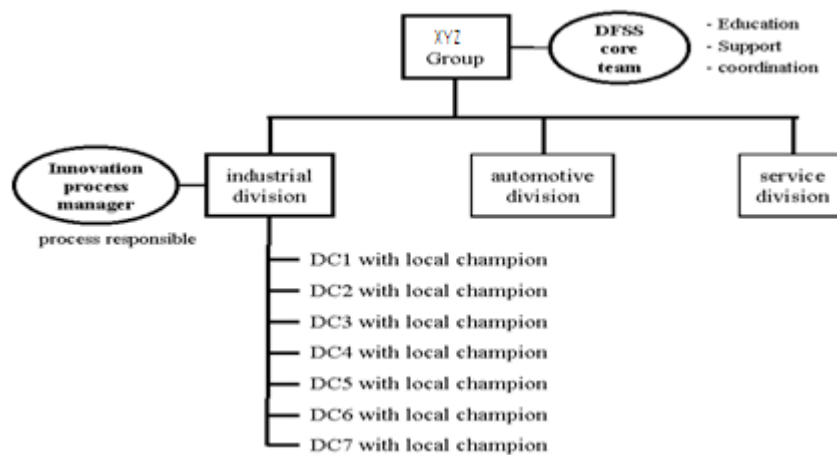 XYZ
Group
DFSS
core
team
- Education
- Support
- coordination
Innovation
process
manager
process responsible
industrial
division
automotive
division
service
division
DC1 with local champion
DC2 with local champion
DC3 with local champion
DC4 with local champion
DC5 with local champion
DC6 with local champion
DC7 with local champion